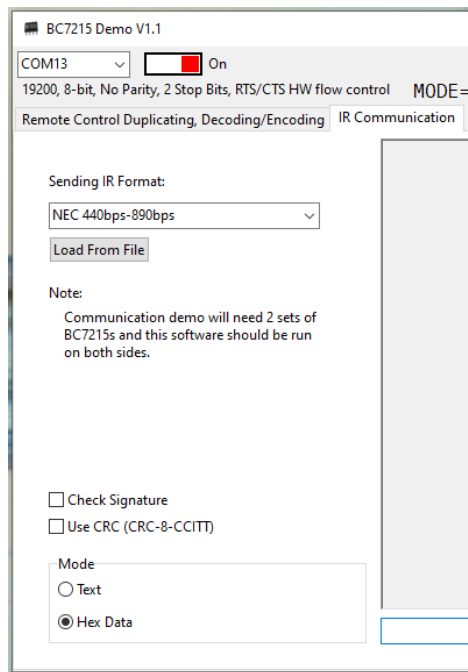 BC7215 Demo V1.1
COM13 On
19200, 8-bit, No Parity, 2 Stop Bits, RTS/CTS HW flow control MODE=
Remote Control Duplicating, Decoding/Encoding IR Communication
Sending IR Format:
NEC 440bps-890bps
Load From File
Note:
Communication demo will need 2 sets of
BC7215s and this software should be run
on both sides.
Check Signature
Use CRC (CRC-8-CCITT)
Mode
Text
Hex Data